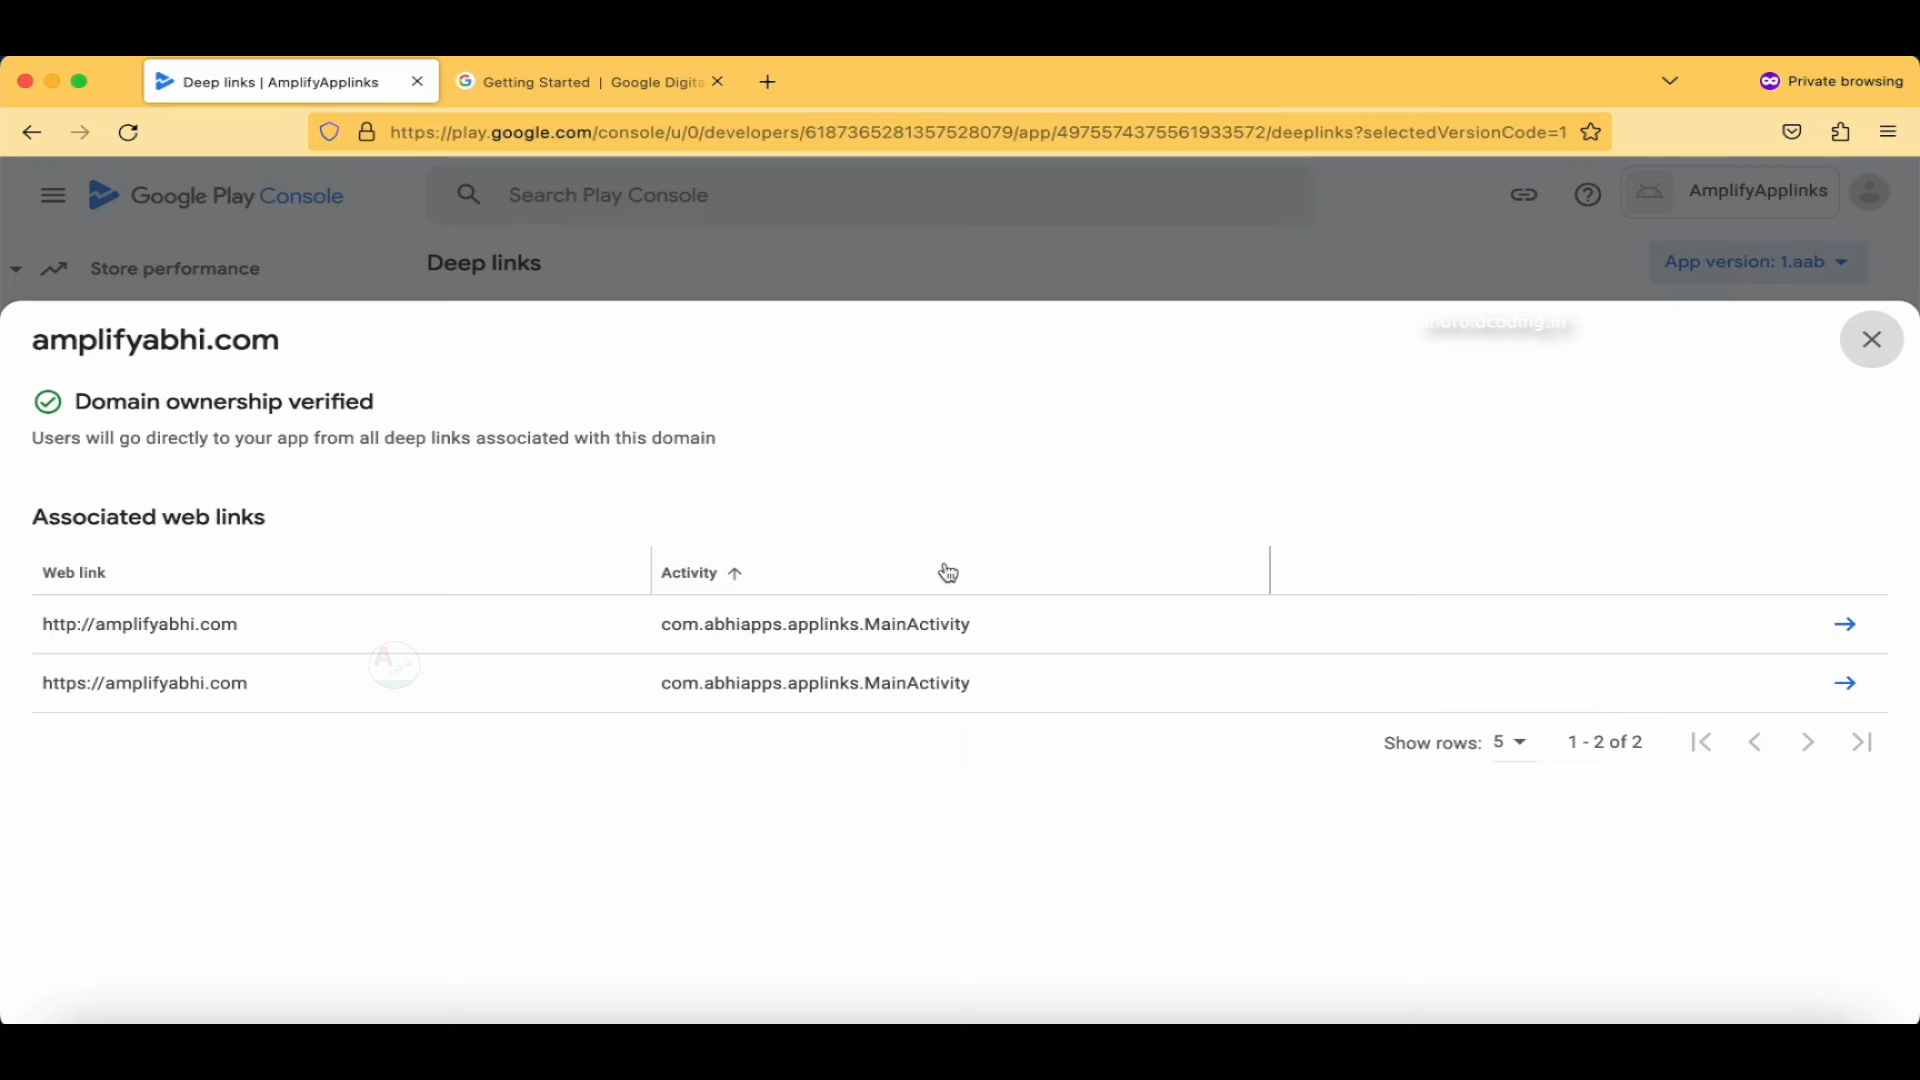 Deep links | AmplifyApplinks
Getting Started | Google Digita
Private browsing
https://play.google.com/console/u/0/developers/6187365281357528079/app/4975574375561933572/deeplinks?selectedVersionCode=1
Google Play Console
Search Play Console
AmplifyApplinks
Store performance
Deep links
App version: 1.aab
androidcoding.in
amplifyabhi.com
Domain ownership verified
Users will go directly to your app from all deep links associated with this domain
Associated web links
Web link
Activity
http://amplifyabhi.com
com.abhiapps.applinks.MainActivity
https://amplifyabhi.com
com.abhiapps.applinks.MainActivity
Show rows: 5
1 - 2 of 2